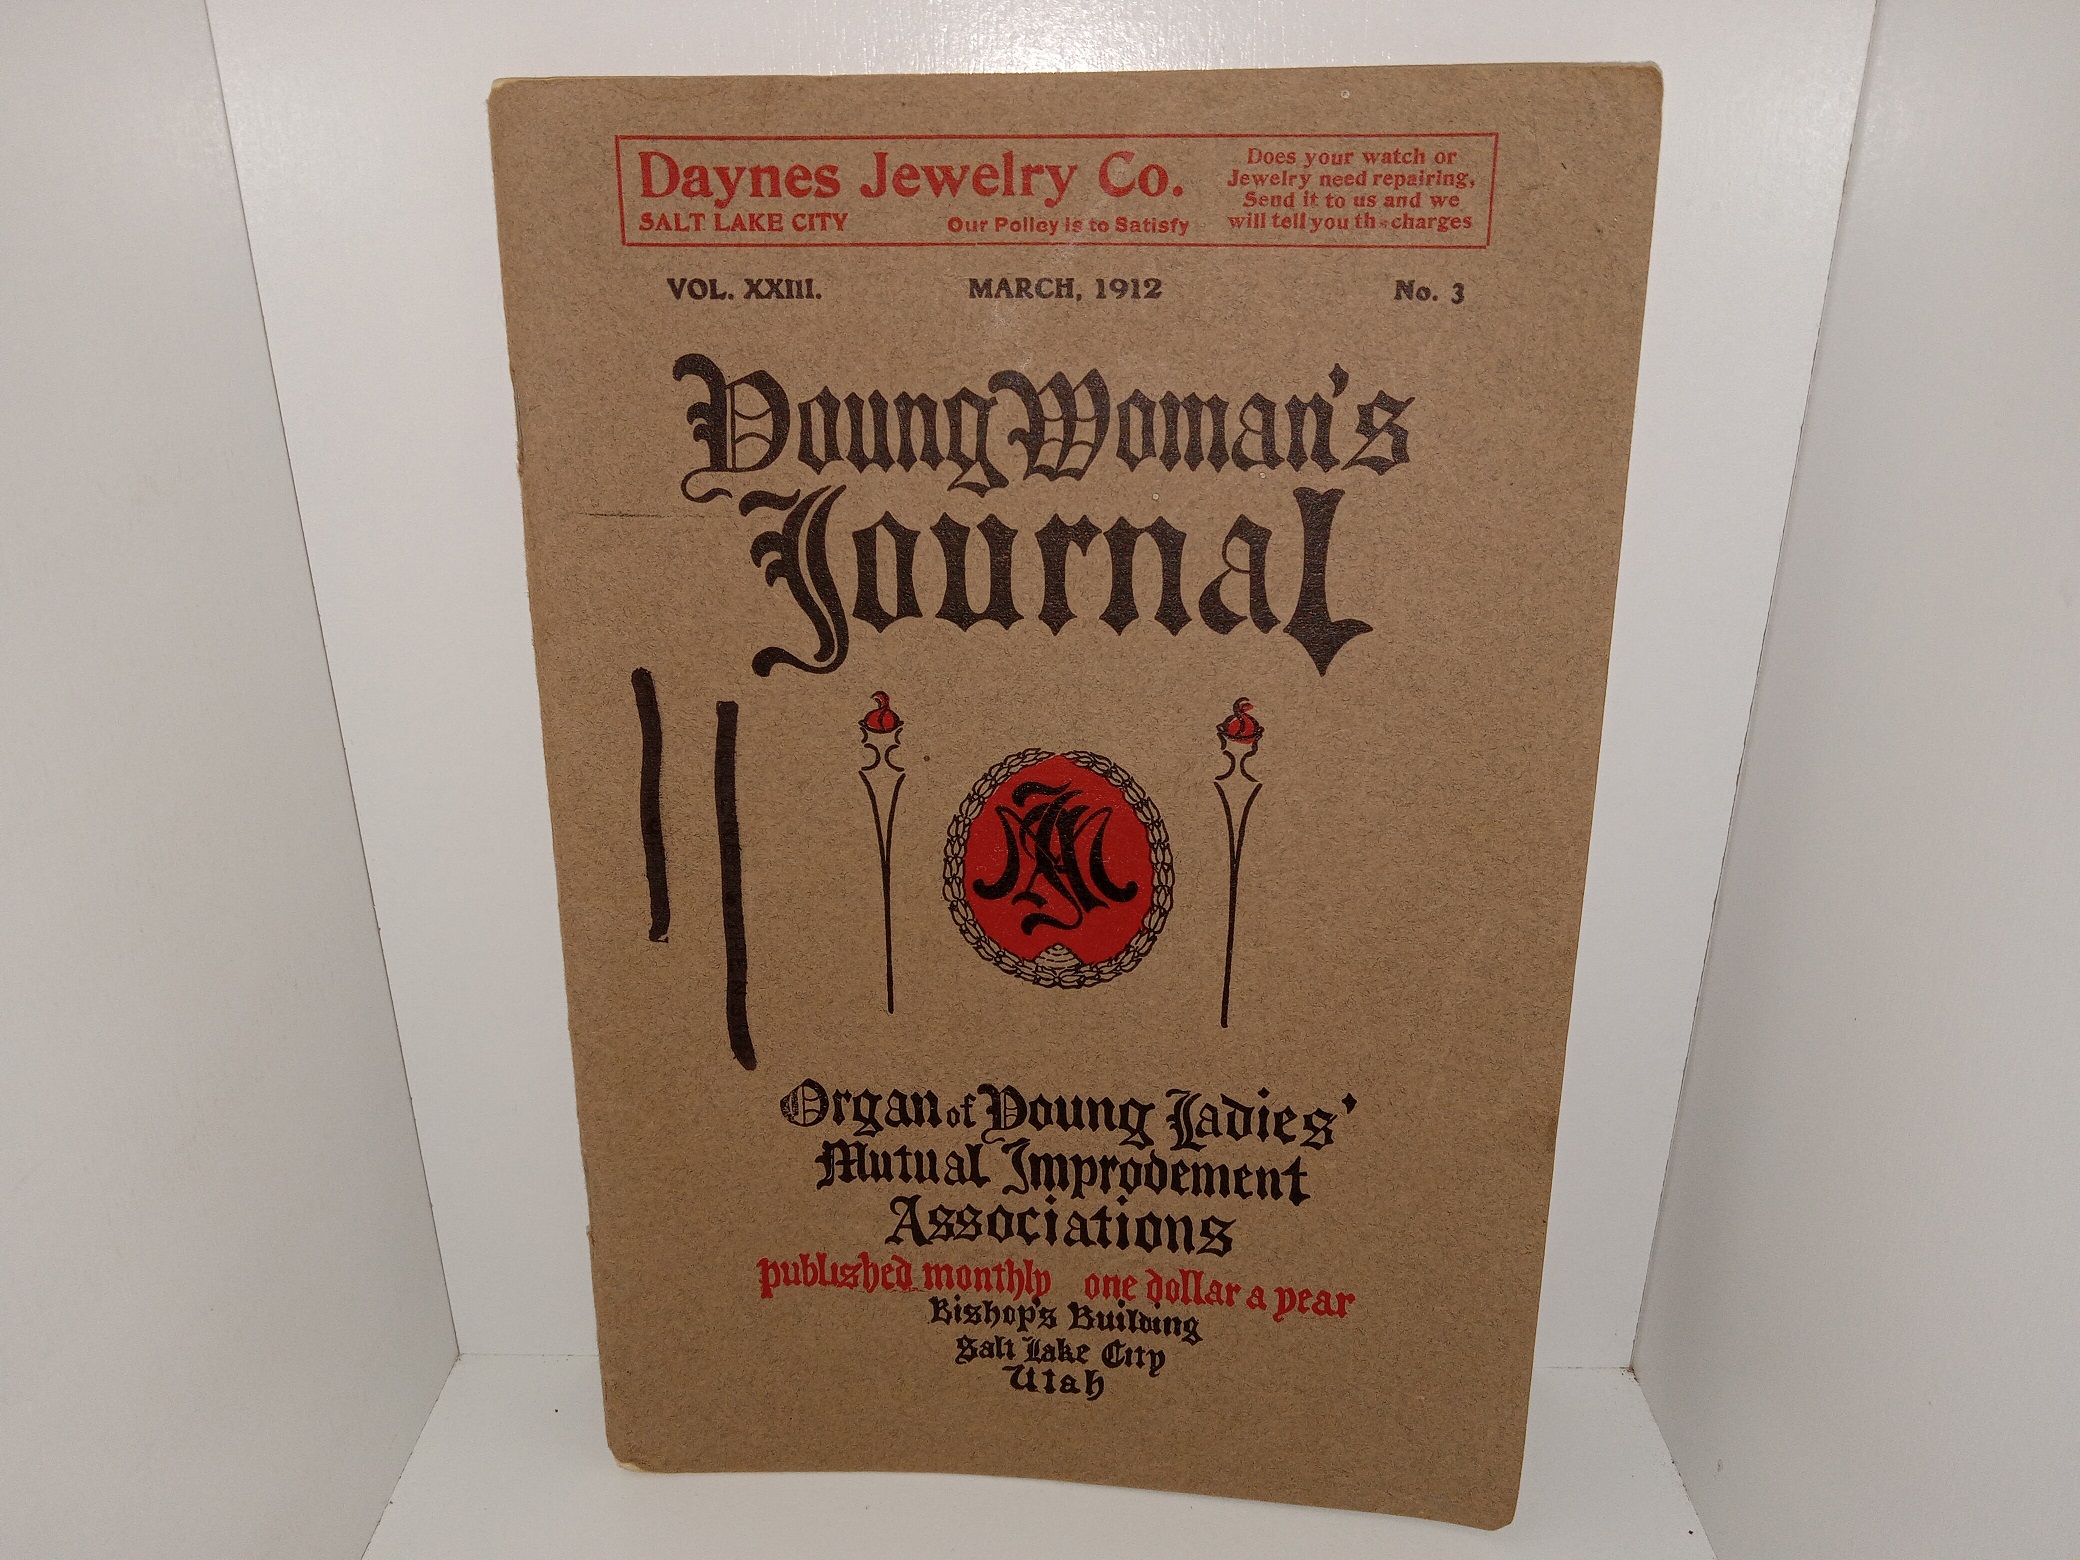 Daynes Jewelry Co.
SALT LAKE CITY
Our Policy is to Satisfy
Does your watch or
Jewelry need repairing,
Send it to us and we
will tell you the charges
VOL. XXIII.
MARCH, 1912
No. 3
Young Woman's
Journal
Organ of Young Ladies'
Mutual Improvement
Associations
published monthly one dollar a year
Bishop's Building
Salt Lake City
Utah